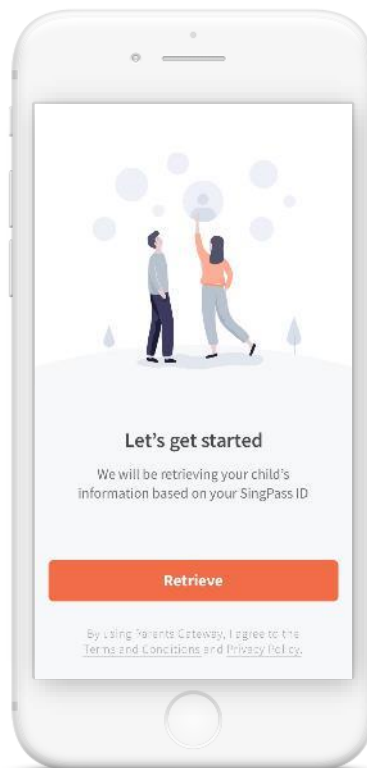 Let's get started
We will be retrieving your child's
information based on your SingPass ID
Retrieve
By using Parents Gateway, I agree to the
Terms and Conditions and Privacy Policy.